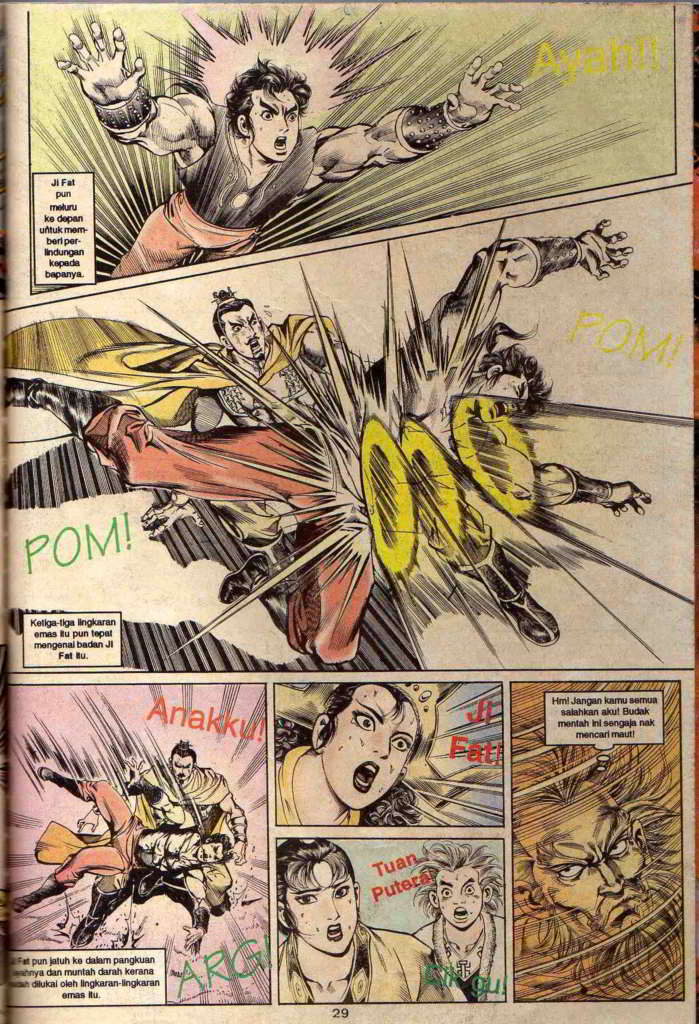 Ayah!!
Ji Fat
pun
meluru
ke depan
untuk mem-
beri per-
lindungan
kepada
bapanya.
POM!
POM!
Ketiga-tiga lingkaran
emas itu pun tepat
mengenai badan Ji
Fat itu.
Anakku!
Ji Fat pun jatuh ke dalam pangkuan
ayahnya dan muntah darah kerana
dilukai oleh lingkaran-lingkaran
emas itu.
ARG!
Ji
Fat!
Tuan
Putera
gu!
Hm! Jangan kamu semua
salahkan aku! Budak
mentah ini sengaja nak
mencari maut!
29